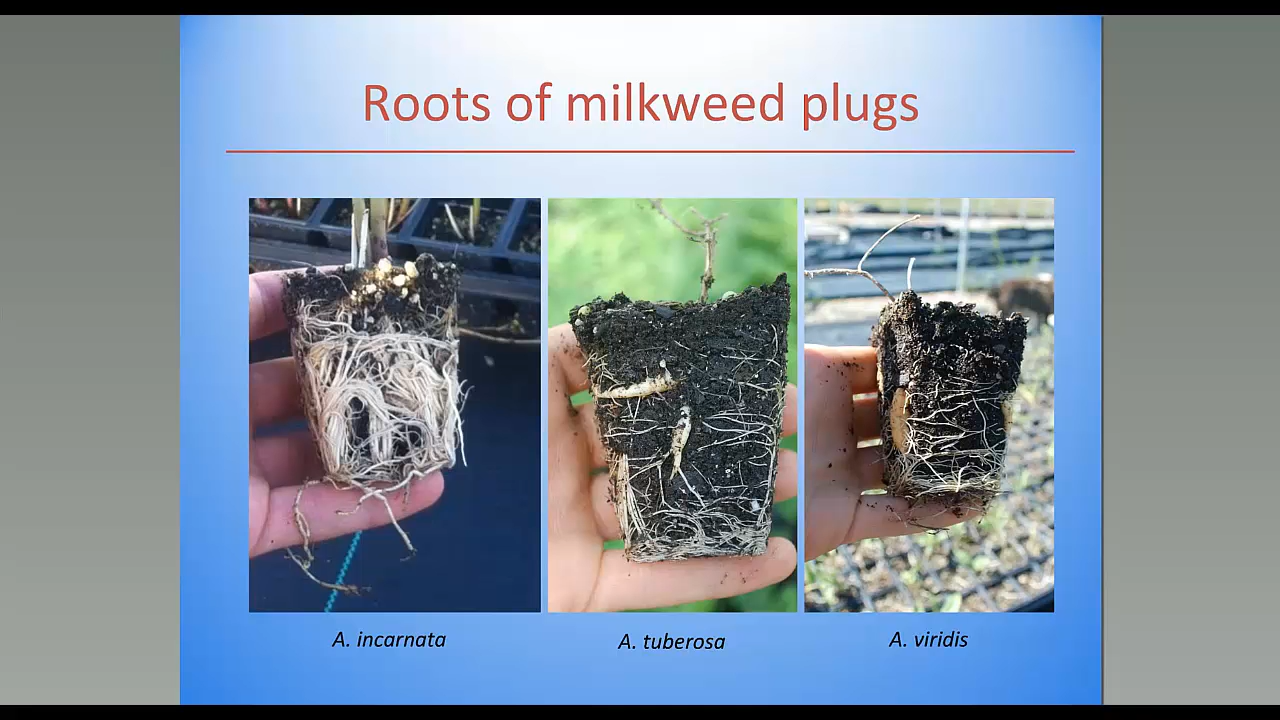 Roots of milkweed plugs
A. incarnata
A. tuberosa
A. viridis